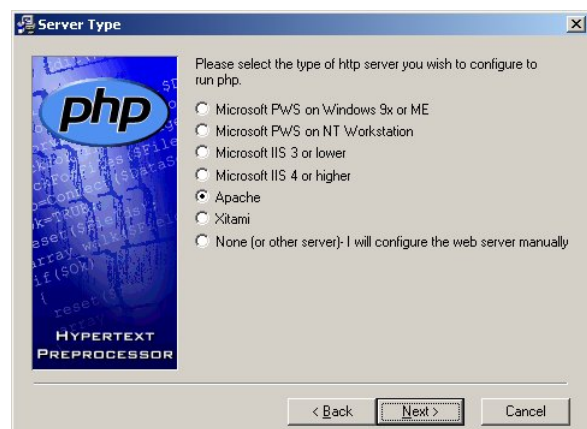 Server Type
Please select the type of http server you wish to configure to
run php.
Microsoft PWS on Windows 9x or ME
Microsoft PWS on NT Workstation
Microsoft IIS 3 or lower
Microsoft IIS 4 or higher
Apache
Xitami
None (or other server)- I will configure the web server manually
php
HYPERTEXT
PREPROCESSOR
< Back
Next >
Cancel